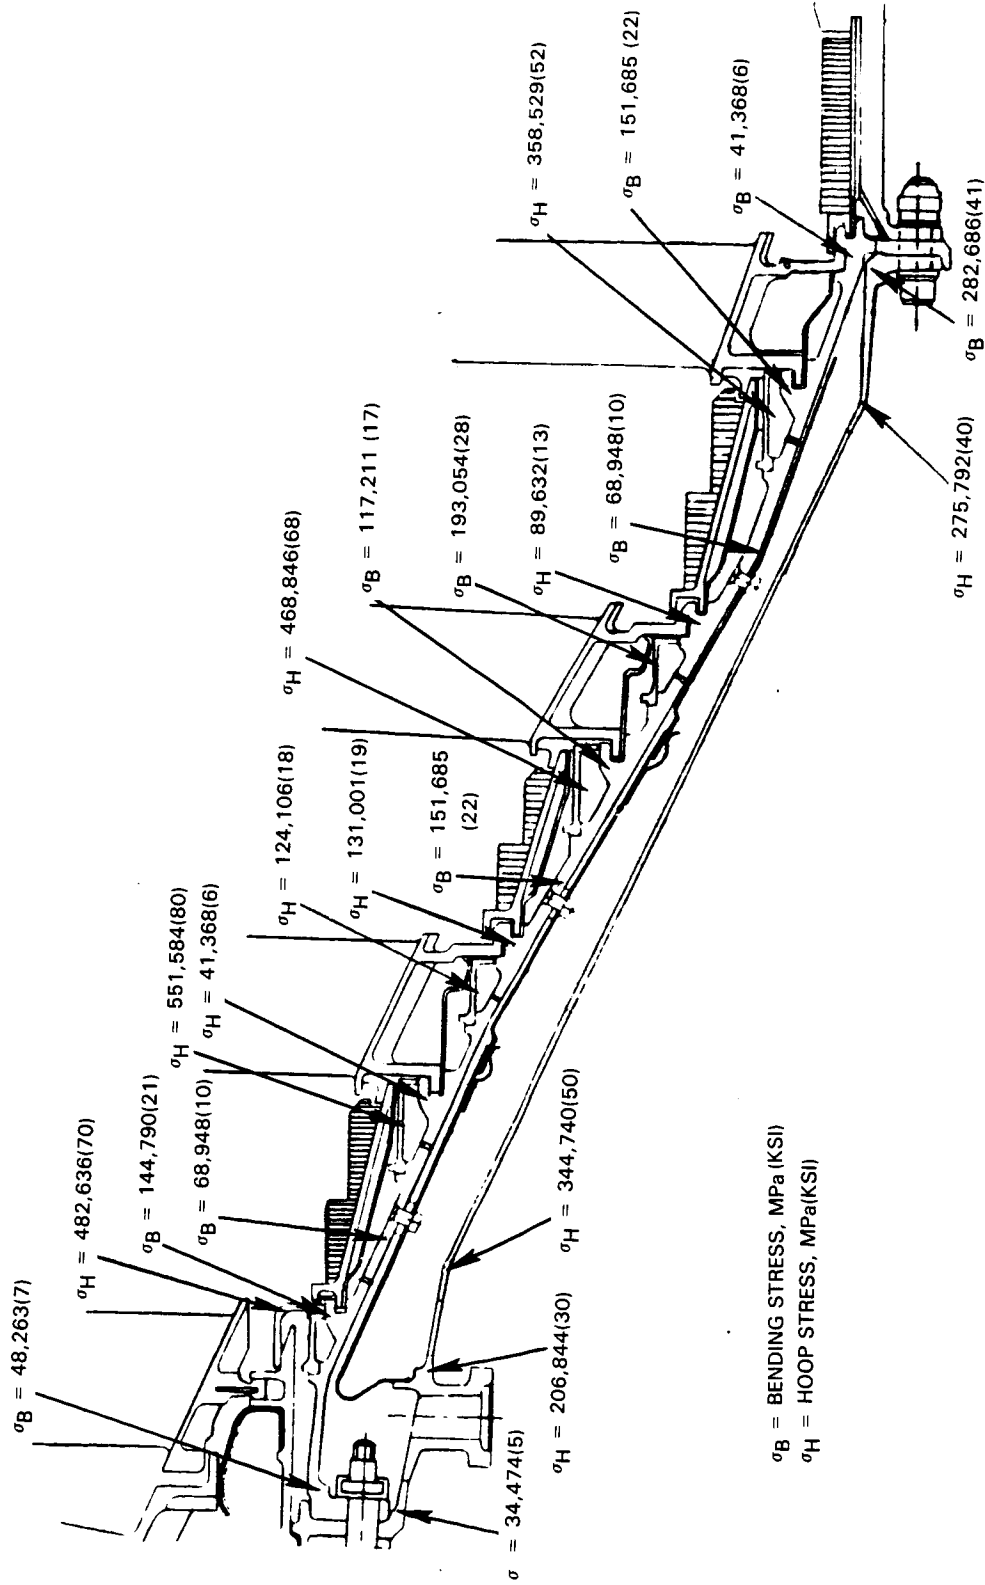 σB = 48,263(7)
σH = 482,636(70)
σB = 144,790(21)
σB = 68,948(10)
σH = 551,584(80)
σH = 41,368(6)
σH = 124,106(18)
σH = 131,001(19)
σB = 151,685
(22)
σH = 468,846(68)
σB = 117,211 (17)
σB = 193,054(28)
σH = 89,632(13)
σB = 68,948(10)
σH = 358,529(52)
σB = 151,685 (22)
σB = 41,368(6)
σ = 34,474(5)
σH = 206,844(30)
σH = 344,740(50)
σH = 275,792(40)
σB = 282,686(41)
σB = BENDING STRESS, MPa (KSI)
σH = HOOP STRESS, MPa(KSI)